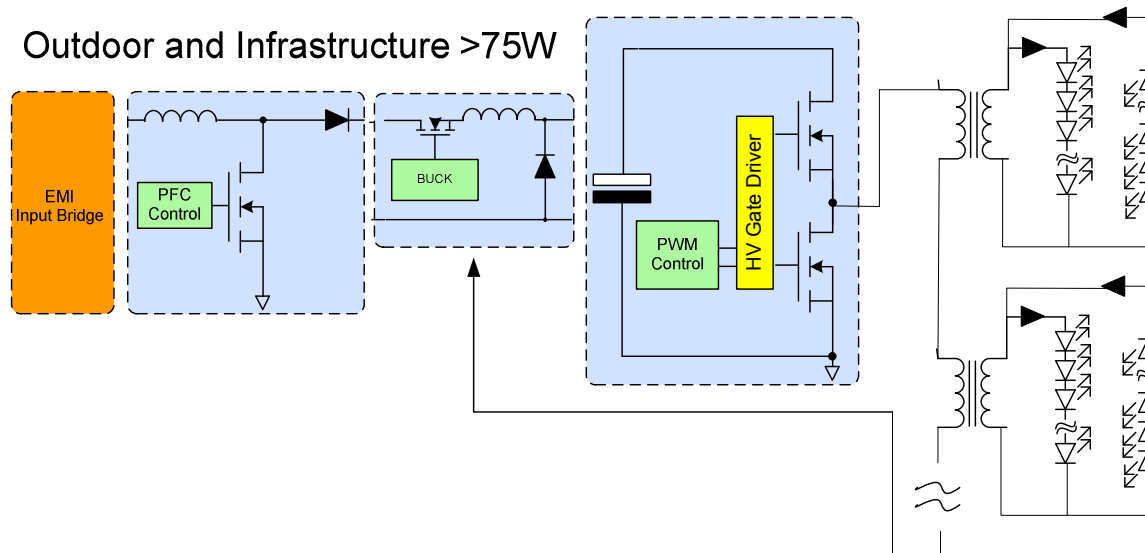 Outdoor and Infrastructure >75W
EMI
Input Bridge
PFC
Control
BUCK
PWM
Control
HV Gate Driver